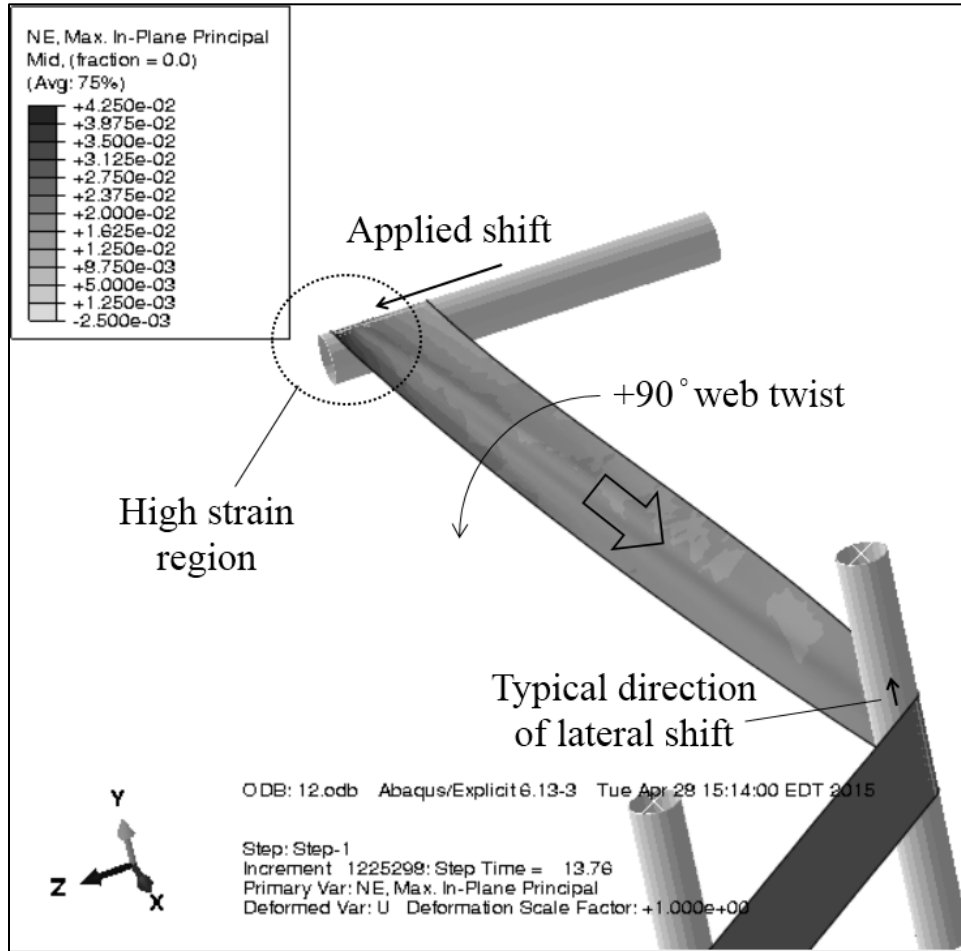 NE, Max. In-Plane Principal
Mid, (fraction = 0.0)
(Avg: 75%)
+4.250e-02
+3.875e-02
+3.500e-02
+3.125e-02
+2.750e-02
+2.375e-02
+2.000e-02
+1.625e-02
+1.250e-02
+8.750e-03
+5.000e-03
+1.250e-03
-2.500e-03
Applied shift
+90° web twist
High strain
region
Typical direction
of lateral shift
ODB: 12.odb Abaqus/Explicit 6.13-3 Tue Apr 28 15:14:00 EDT 2015
Y
Z
X
Step: Step-1
Increment 1225298: Step Time = 13.76
Primary Var: NE, Max. In-Plane Principal
Deformed Var: U Deformation Scale Factor: +1.000e+00